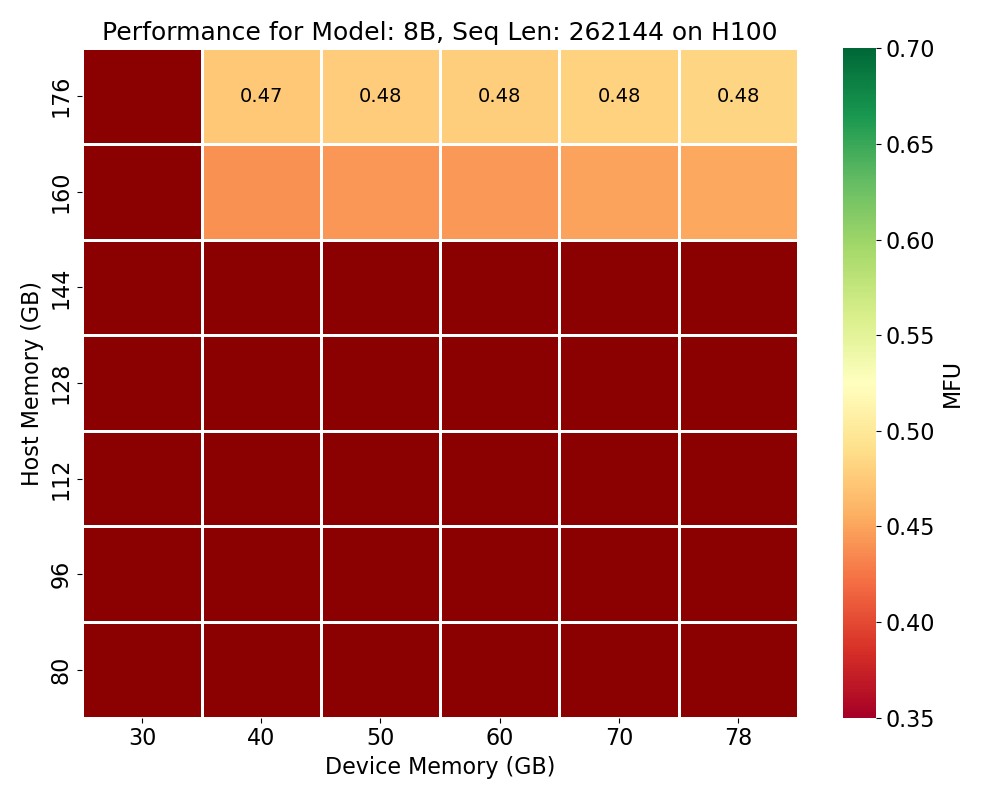 Performance for Model: 8B, Seq Len: 262144 on H100
176
0.47 0.48 0.48 0.48 0.48
160
144
128
112
96
80
Host Memory (GB)
30 40 50 60 70 78
Device Memory (GB)
0.70
0.65
0.60
0.55
0.50
0.45
0.40
0.35
MFU